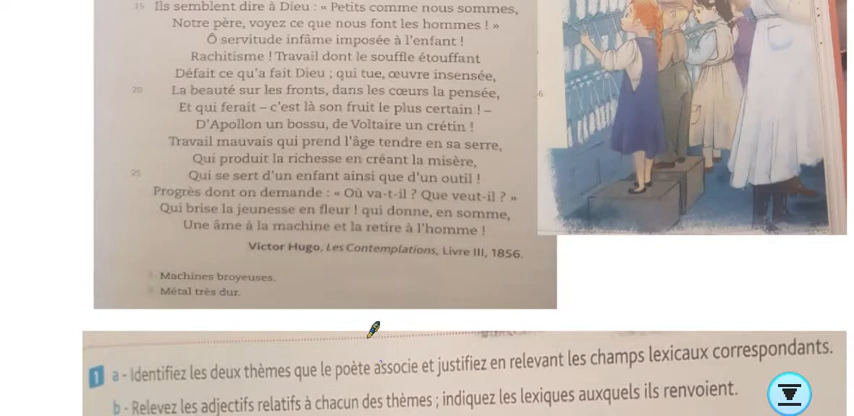 15 Ils semblent dire à Dieu : « Petits comme nous sommes,
Notre père, voyez ce que nous font les hommes ! »
Ô servitude infâme imposée à l'enfant !
Rachitisme ! Travail dont le souffle étouffant
Défait ce qu'a fait Dieu ; qui tue, œuvre insensée,
20 La beauté sur les fronts, dans les cœurs la pensée,
Et qui ferait – c'est là son fruit le plus certain ! –
D'Apollon un bossu, de Voltaire un crétin !
Travail mauvais qui prend l'âge tendre en sa serre,
Qui produit la richesse en créant la misère,
25 Qui se sert d'un enfant ainsi que d'un outil !
Progrès dont on demande : « Où va-t-il ? Que veut-il ? »
Qui brise la jeunesse en fleur ! qui donne, en somme,
Une âme à la machine et la retire à l'homme !
Victor Hugo, Les Contemplations, Livre III, 1856.
Machines broyeuses.
Métal très dur.
1 a - Identifiez les deux thèmes que le poète associe et justifiez en relevant les champs lexicaux correspondants.
b - Relevez les adjectifs relatifs à chacun des thèmes ; indiquez les lexiques auxquels ils renvoient.